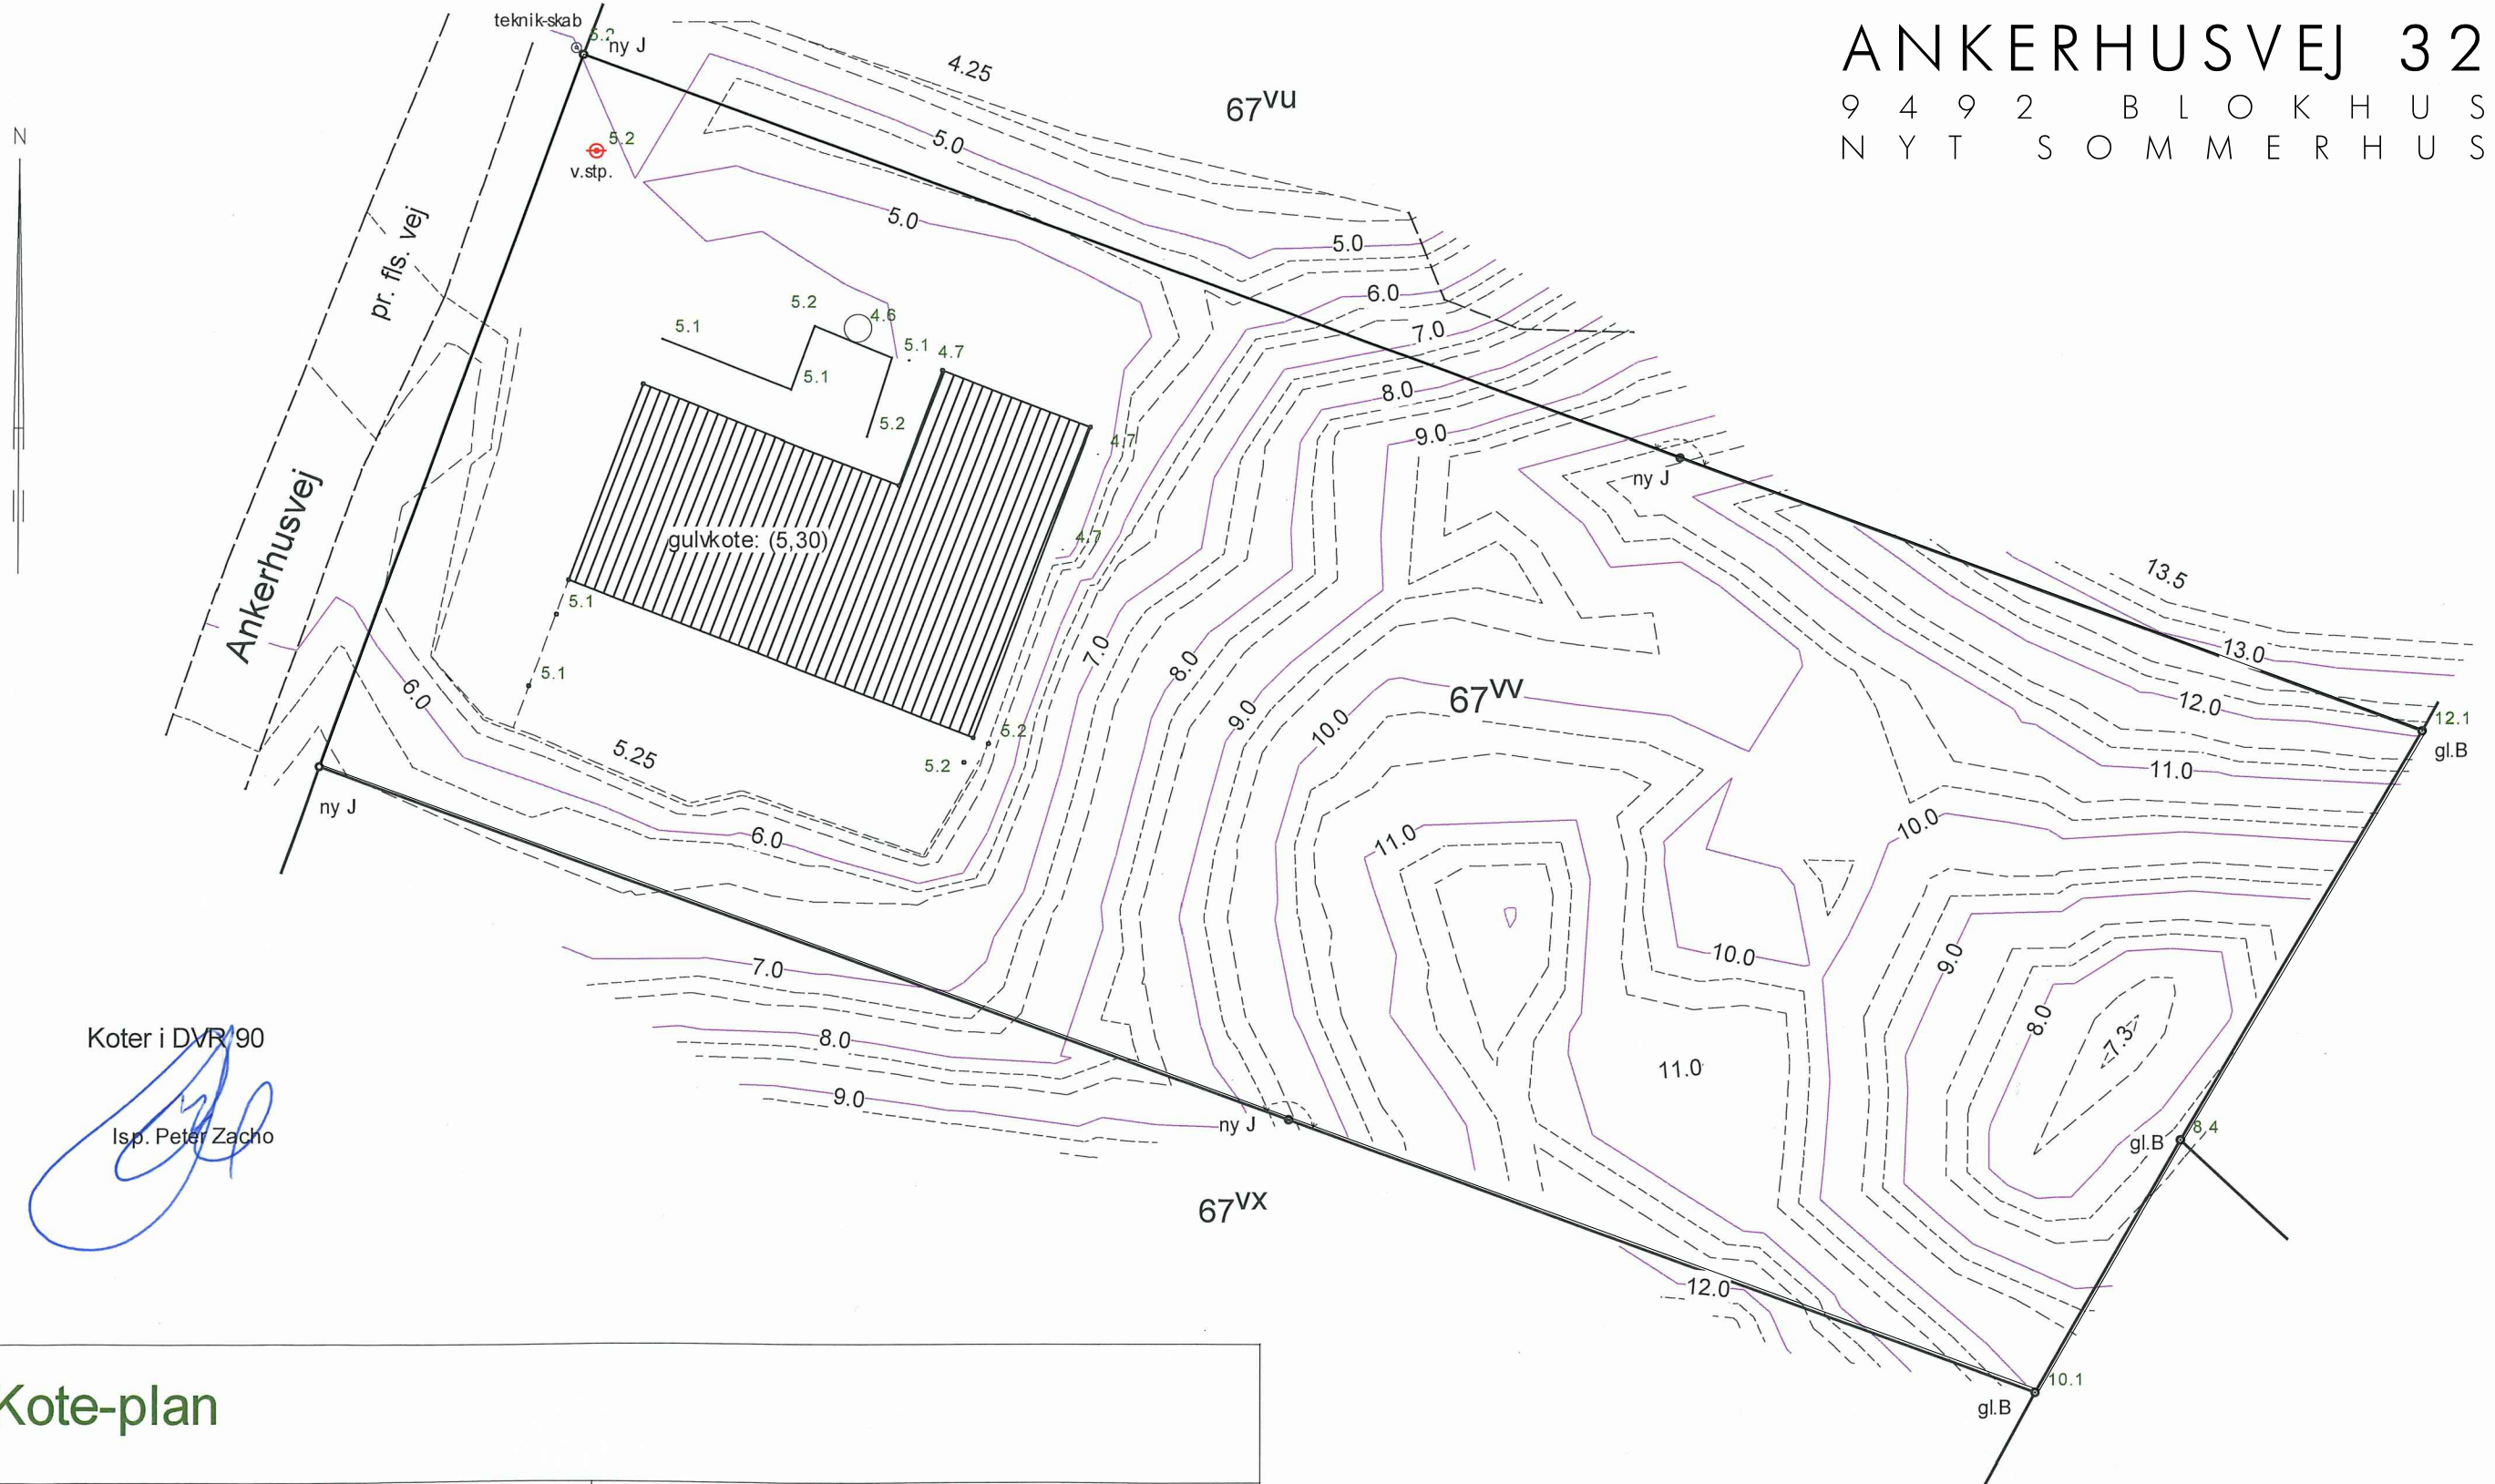 ANKERHUSVEJ 32
9492 BLOKHUS
NYT SOMMERHUS
teknik-skab
5.2
ny J
4.25
67vu
N
5.0
5.2
v.stp.
5.0
pr. fls. vej
5.0
6.0
5.2
4.6
5.1
7.0
5.1
4.7
5.1
8.0
5.2
9.0
4.7
ny J
Ankerhusvej
gulvkote: (5,30)
4.7
13.5
5.1
13.0
7.0
8.0
5.1
6.0
67vv
12.0
9.0
10.0
12.1
5.2
gl.B
5.25
5.2
11.0
ny J
6.0
11.0
10.0
10.0
9.0
7.0
8.0
7.3
Koter i DVR 90
8.0
11.0
9.0
Isp. Peter Zacho
ny J
8.4
gl.B
67vx
12.0
10.1
gl.B
Kote-plan